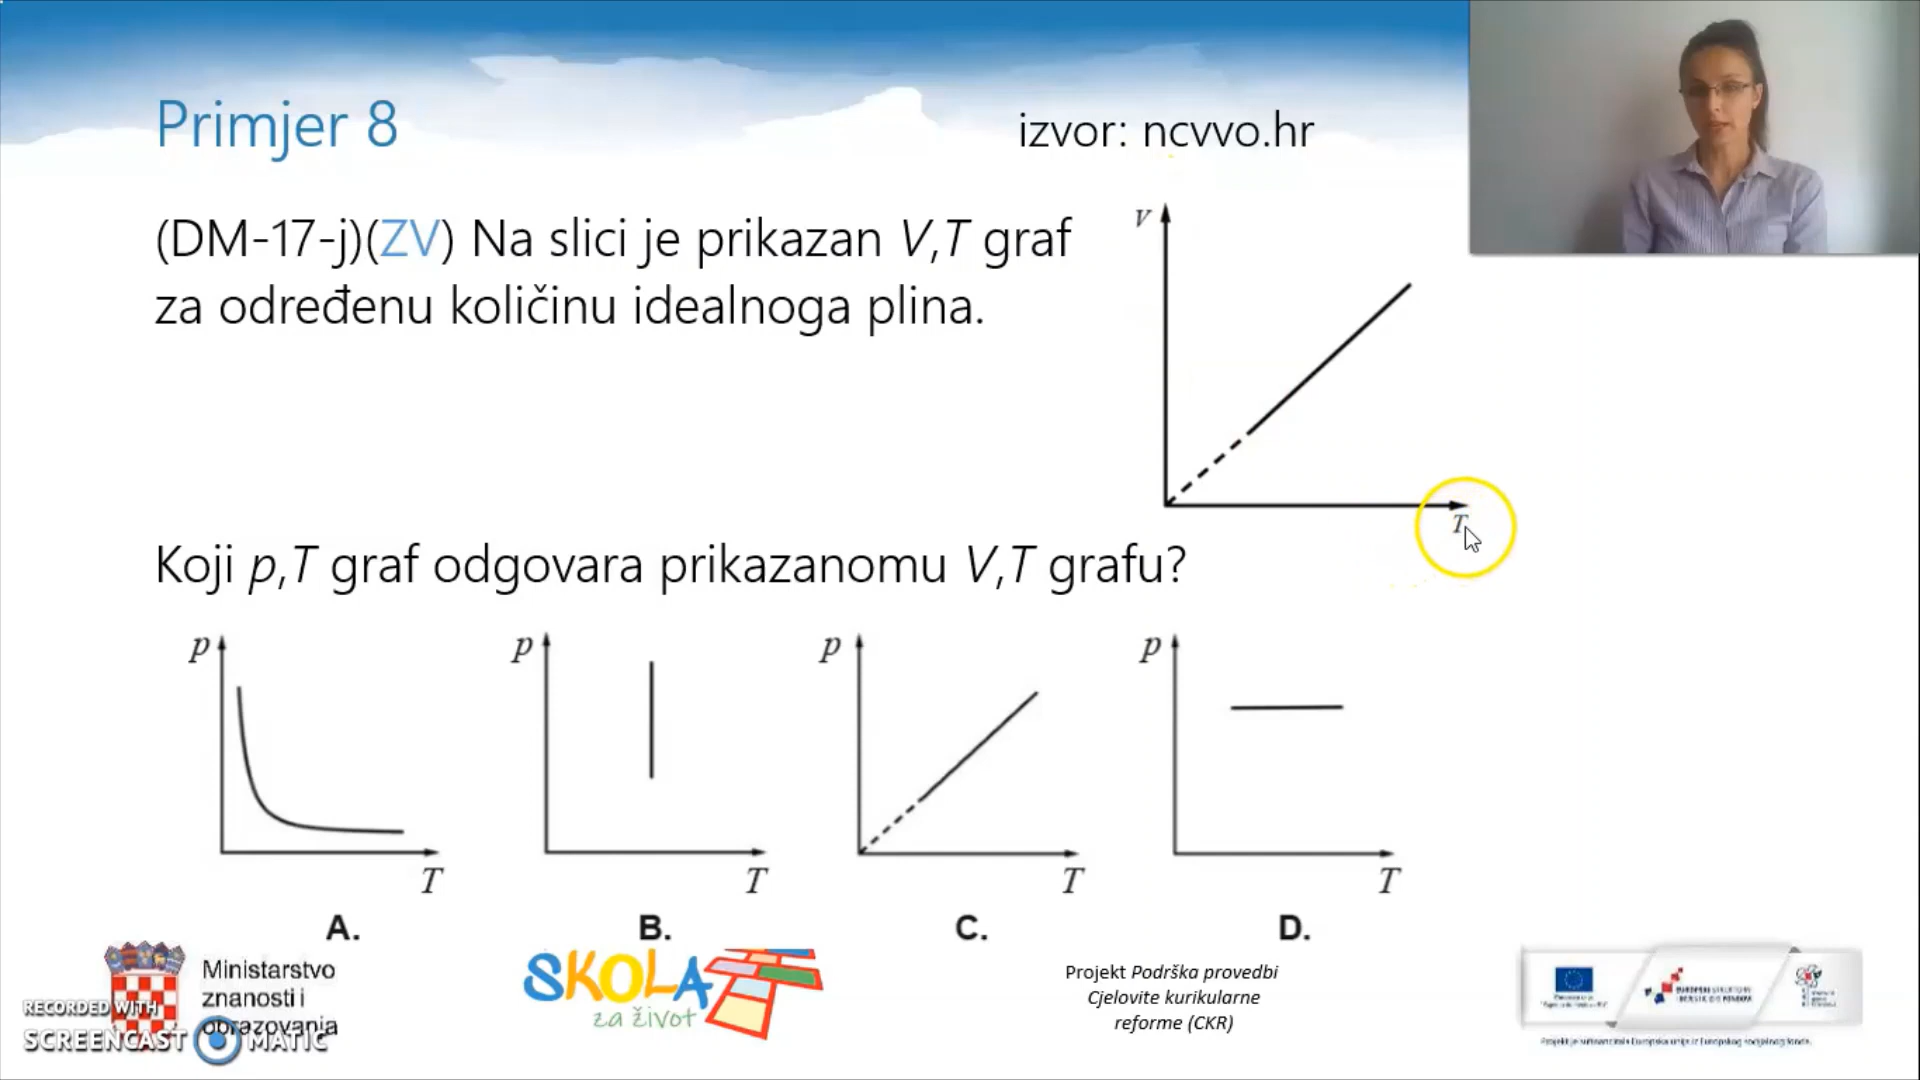 Primjer 8
izvor: ncvvo.hr
(DM-17-j)(ZV) Na slici je prikazan V,T graf
za određenu količinu idealnoga plina.
V
T
Koji p,T graf odgovara prikazanomu V,T grafu?
p
p
p
p
T
T
T
T
A.
B.
C.
D.
Ministarstvo
znanosti i
obrazovanja
RECORDED WITH
SCREENCAST MATIC
ŠKOLA
za život
Projekt Podrška provedbi
Cjelovite kurikularne
reforme (CKR)